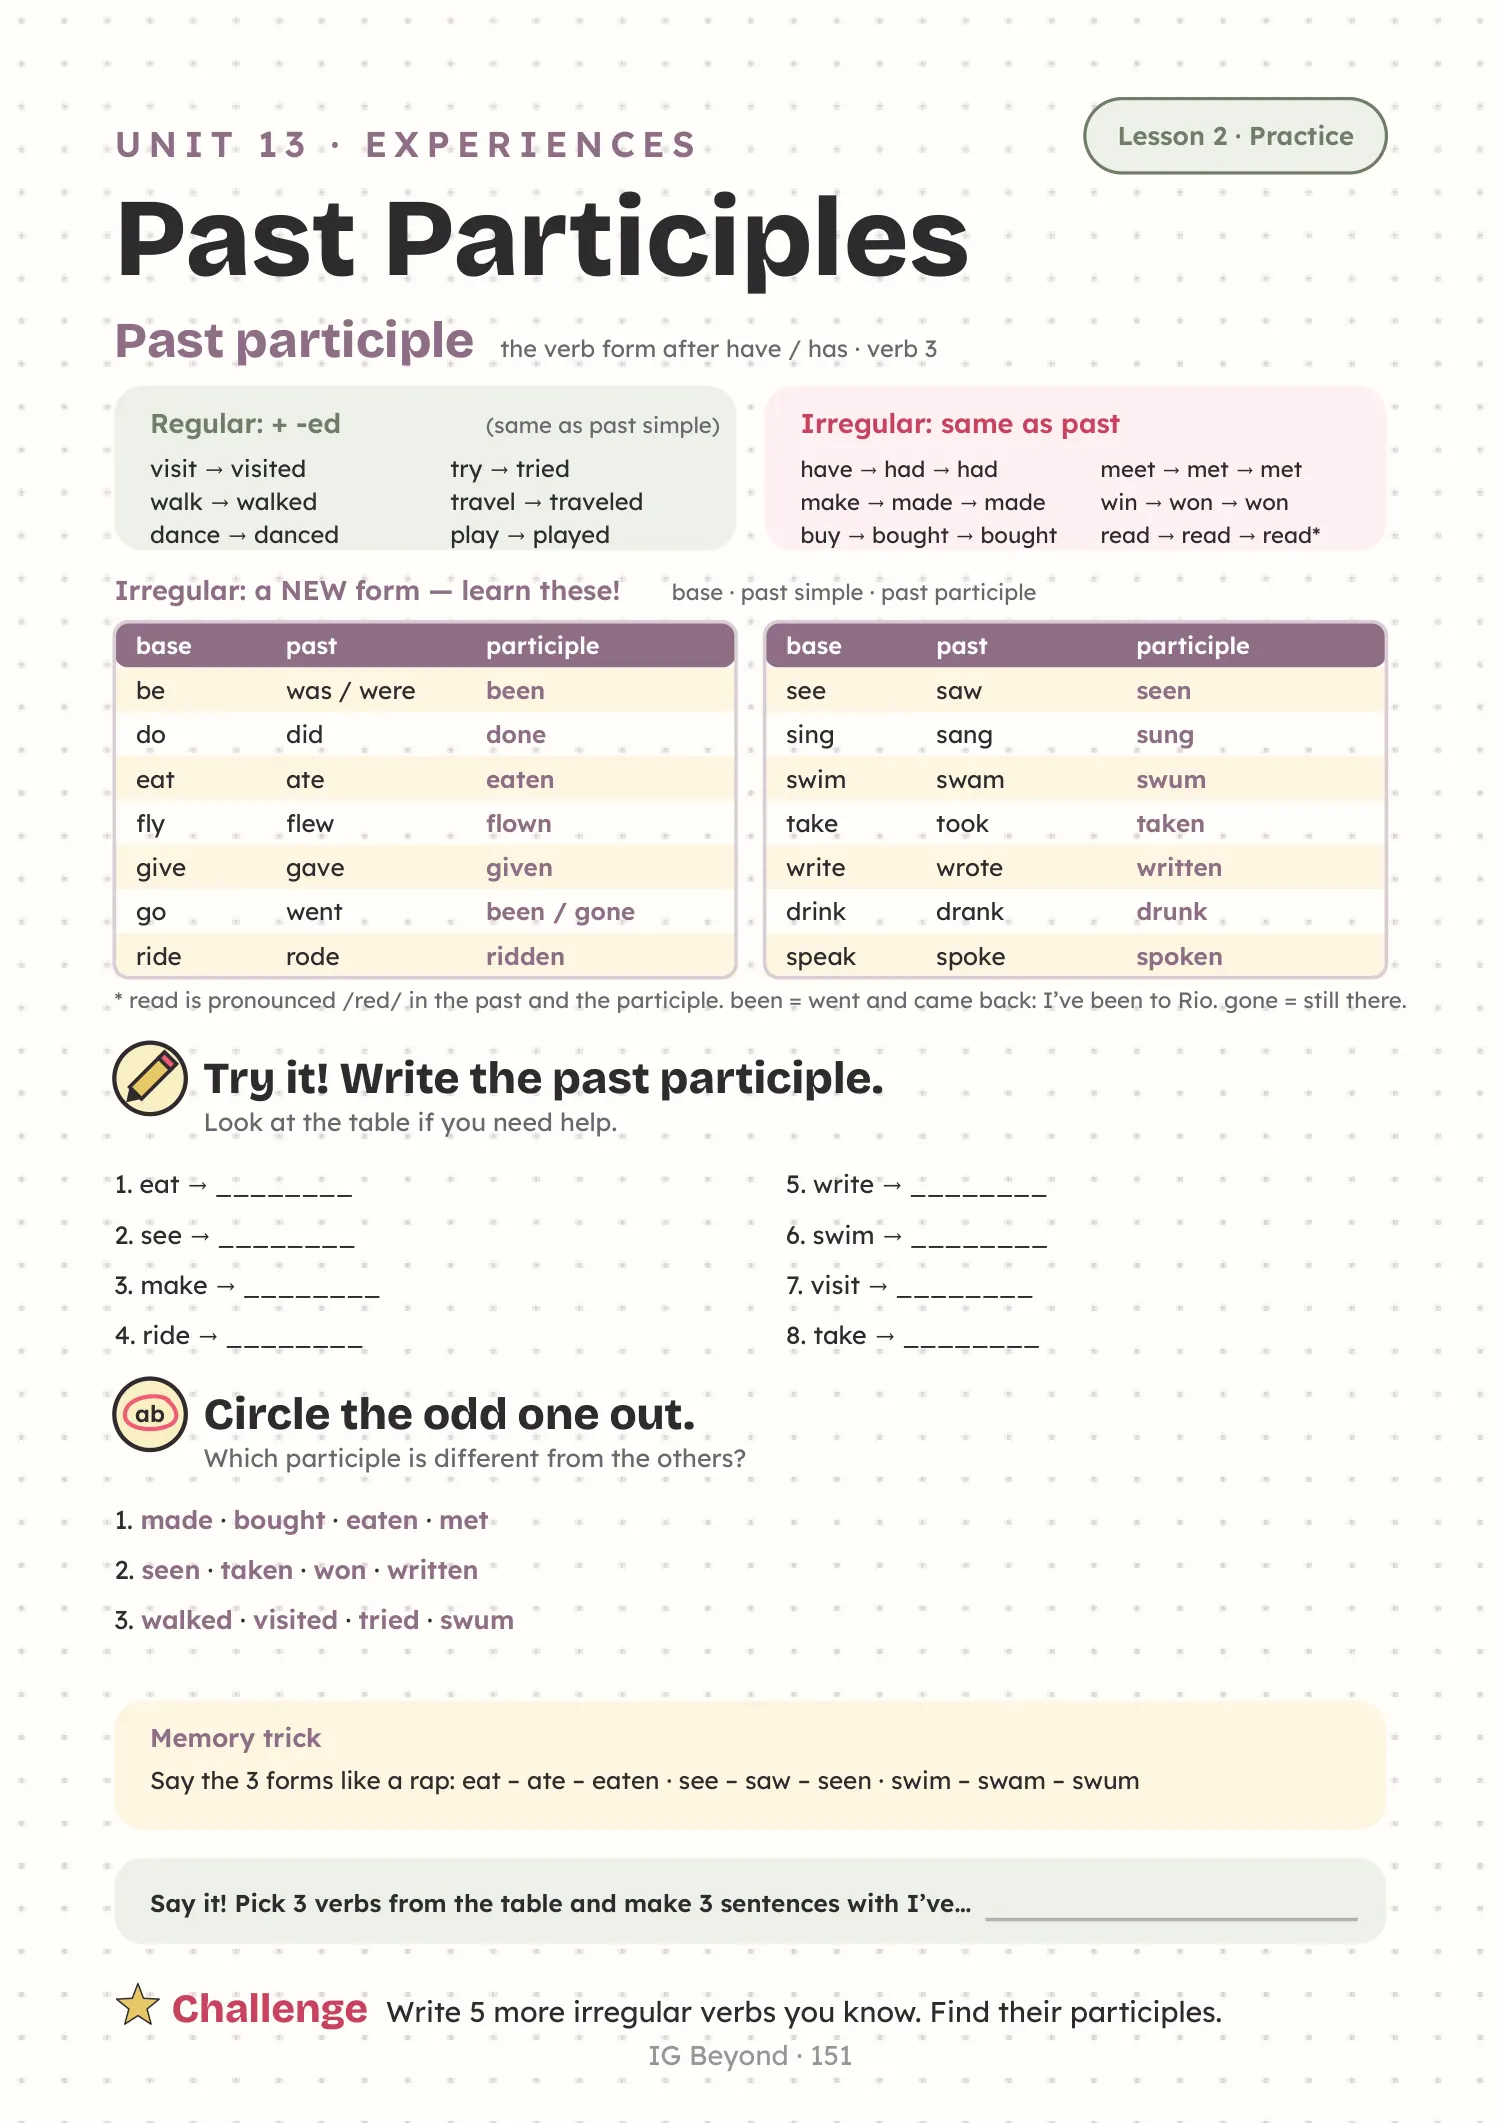 UNIT 13 · EXPERIENCES
Lesson 2 · Practice
Past Participles
Past participle the verb form after have / has · verb 3
Regular: + -ed (same as past simple)
visit → visited try → tried
walk → walked travel → traveled
dance → danced play → played
Irregular: same as past
have → had → had meet → met → met
make → made → made win → won → won
buy → bought → bought read → read → read*
Irregular: a NEW form — learn these! base · past simple · past participle
base past participle
be was / were been
do did done
eat ate eaten
fly flew flown
give gave given
go went been / gone
ride rode ridden
base past participle
see saw seen
sing sang sung
swim swam swum
take took taken
write wrote written
drink drank drunk
speak spoke spoken
* read is pronounced /red/ in the past and the participle. been = went and came back: I’ve been to Rio. gone = still there.
Try it! Write the past participle.
Look at the table if you need help.
1. eat → ________
2. see → ________
3. make → ________
4. ride → ________
5. write → ________
6. swim → ________
7. visit → ________
8. take → ________
ab
Circle the odd one out.
Which participle is different from the others?
1. made · bought · eaten · met
2. seen · taken · won · written
3. walked · visited · tried · swum
Memory trick
Say the 3 forms like a rap: eat – ate – eaten · see – saw – seen · swim – swam – swum
Say it! Pick 3 verbs from the table and make 3 sentences with I’ve...
Challenge Write 5 more irregular verbs you know. Find their participles.
IG Beyond · 151